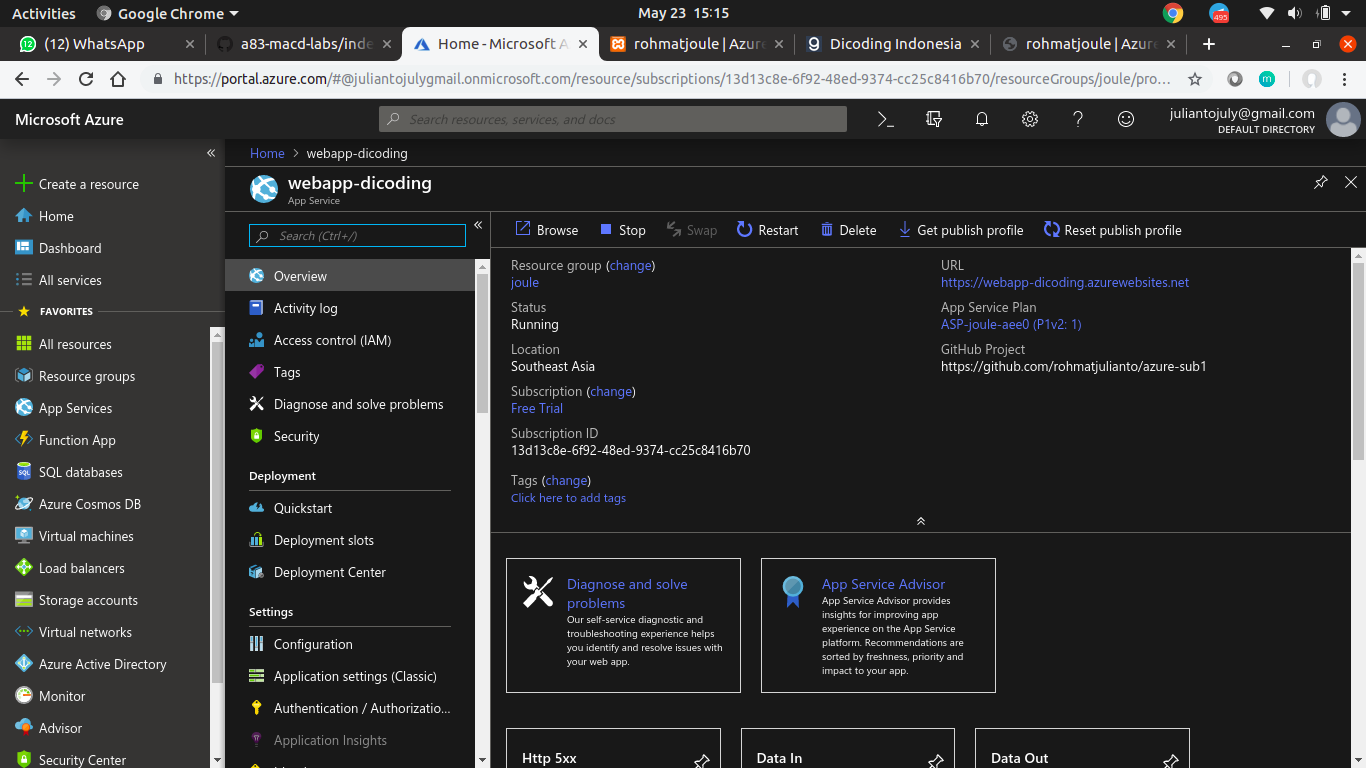 Activities
Google Chrome
May 23 15:15
495
(12) WhatsApp
a83-macd-labs/inde
Home - Microsoft A
rohmatjoule | Azur
Dicoding Indonesia
rohmatjoule | Azur
https://portal.azure.com/#@juliantojulygmail.onmicrosoft.com/resource/subscriptions/13d13c8e-6f92-48ed-9374-cc25c8416b70/resourceGroups/joule/pro...
Microsoft Azure
Search resources, services, and docs
juliantojuly@gmail.com
DEFAULT DIRECTORY
Create a resource
Home
Dashboard
All services
FAVORITES
All resources
Resource groups
App Services
Function App
SQL databases
Azure Cosmos DB
Virtual machines
Load balancers
Storage accounts
Virtual networks
Azure Active Directory
Monitor
Advisor
Security Center
Home > webapp-dicoding
webapp-dicoding
App Service
Search (Ctrl+/)
Overview
Activity log
Access control (IAM)
Tags
Diagnose and solve problems
Security
Deployment
Quickstart
Deployment slots
Deployment Center
Settings
Configuration
Application settings (Classic)
Authentication / Authorizatio...
Application Insights
Browse
Stop
Swap
Restart
Delete
Get publish profile
Reset publish profile
Resource group (change)
joule
Status
Running
Location
Southeast Asia
Subscription (change)
Free Trial
Subscription ID
13d13c8e-6f92-48ed-9374-cc25c8416b70
Tags (change)
Click here to add tags
URL
https://webapp-dicoding.azurewebsites.net
App Service Plan
ASP-joule-aee0 (P1v2: 1)
GitHub Project
https://github.com/rohmatjulianto/azure-sub1
Diagnose and solve
problems
Our self-service diagnostic and
troubleshooting experience helps
you identify and resolve issues with
your web app.
App Service Advisor
App Service Advisor provides
insights for improving app
experience on the App Service
platform. Recommendations are
sorted by freshness, priority and
impact to your app.
Http 5xx
Data In
Data Out